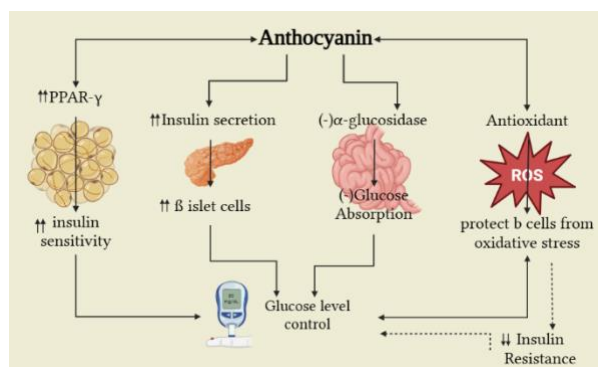 Anthocyanin
⇈PPAR-γ
⇈Insulin secretion
(-)α-glucosidase
Antioxidant
ROS
⇈ ß islet cells
(-)Glucose
Absorption
⇈ insulin
sensitivity
protect b cells from
oxidative stress
Glucose level
control
⇊ Insulin
Resistance